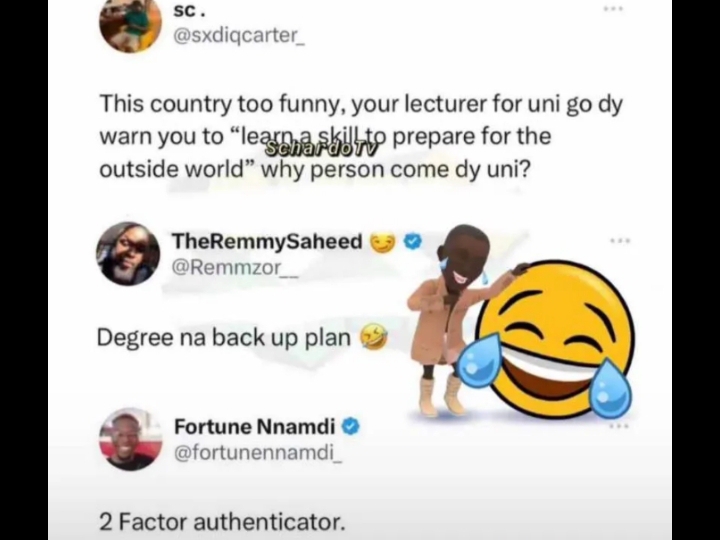 sc .
@sxdiqcarter_
This country too funny, your lecturer for uni go dy
warn you to “learn a skill to prepare for the
SchardoTV
outside world” why person come dy uni?
TheRemmySaheed 😏
@Remmzor__
Degree na back up plan 🤣
Fortune Nnamdi
@fortunennamdi_
2 Factor authenticator.